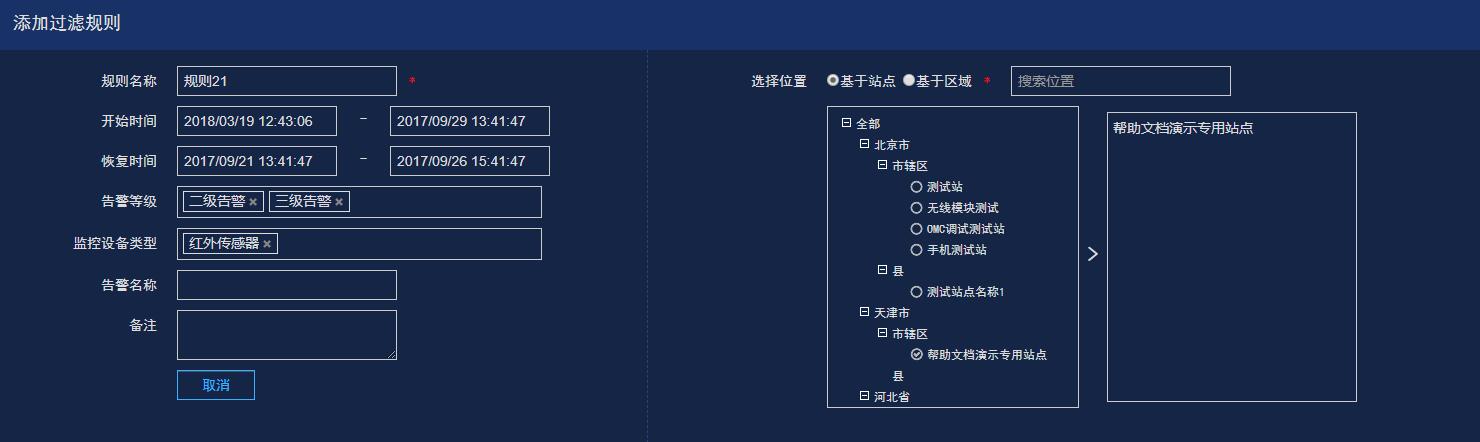 添加过滤规则
规则名称 规则21 *
开始时间 2018/03/19 12:43:06 － 2017/09/29 13:41:47
恢复时间 2017/09/21 13:41:47 － 2017/09/26 15:41:47
告警等级 二级告警× 三级告警×
监控设备类型 红外传感器×
告警名称
备注
取消
选择位置 基于站点 基于区域 * 搜索位置
全部
北京市
市辖区
测试站
无线模块测试
OMC调试测试站
手机测试站
县
测试站点名称1
天津市
市辖区
帮助文档演示专用站点
县
河北省
>
帮助文档演示专用站点